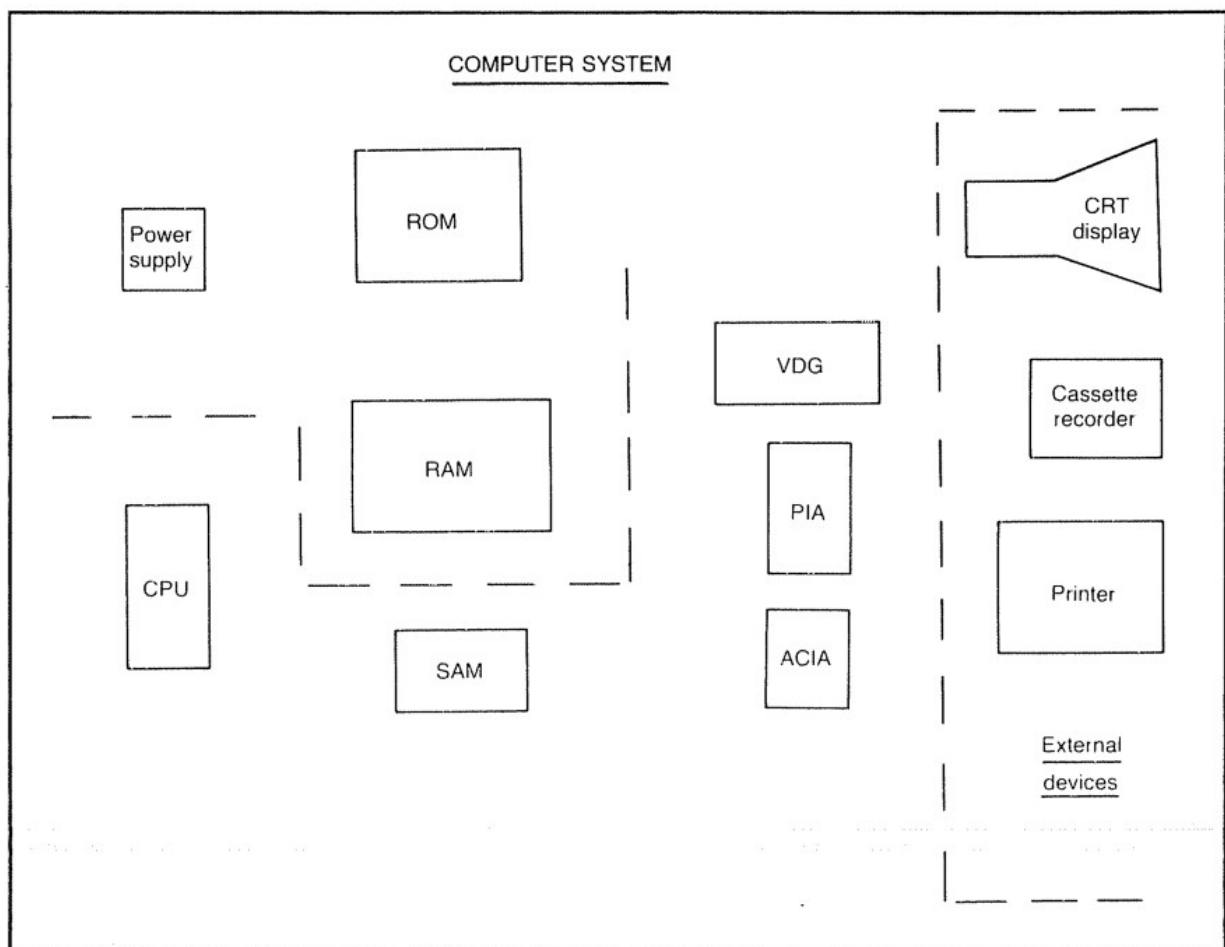 COMPUTER SYSTEM
ROM
Power
supply
CRT
display
VDG
Cassette
recorder
RAM
PIA
CPU
Printer
SAM
ACIA
External
devices